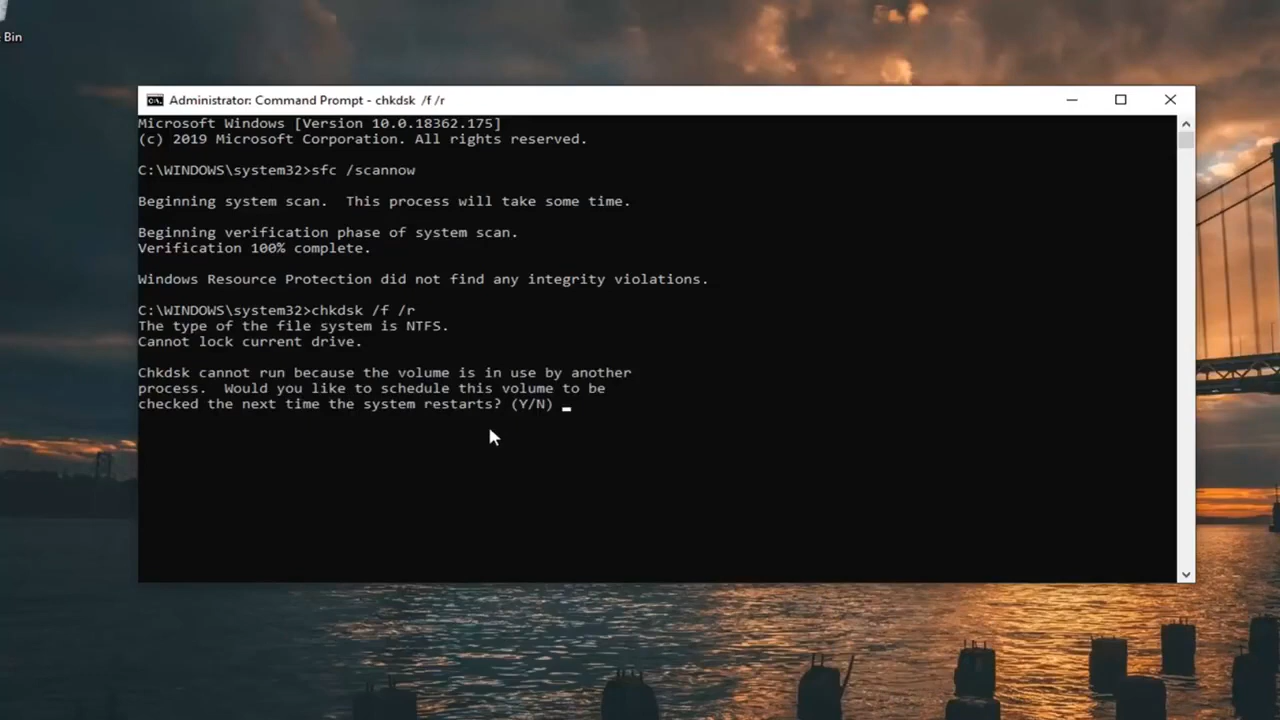 Bin
Administrator: Command Prompt - chkdsk /f /r
Microsoft Windows [Version 10.0.18362.175]
(c) 2019 Microsoft Corporation. All rights reserved.
C:\WINDOWS\system32>sfc /scannow
Beginning system scan.  This process will take some time.
Beginning verification phase of system scan.
Verification 100% complete.
Windows Resource Protection did not find any integrity violations.
C:\WINDOWS\system32>chkdsk /f /r
The type of the file system is NTFS.
Cannot lock current drive.
Chkdsk cannot run because the volume is in use by another
process.  Would you like to schedule this volume to be
checked the next time the system restarts? (Y/N)